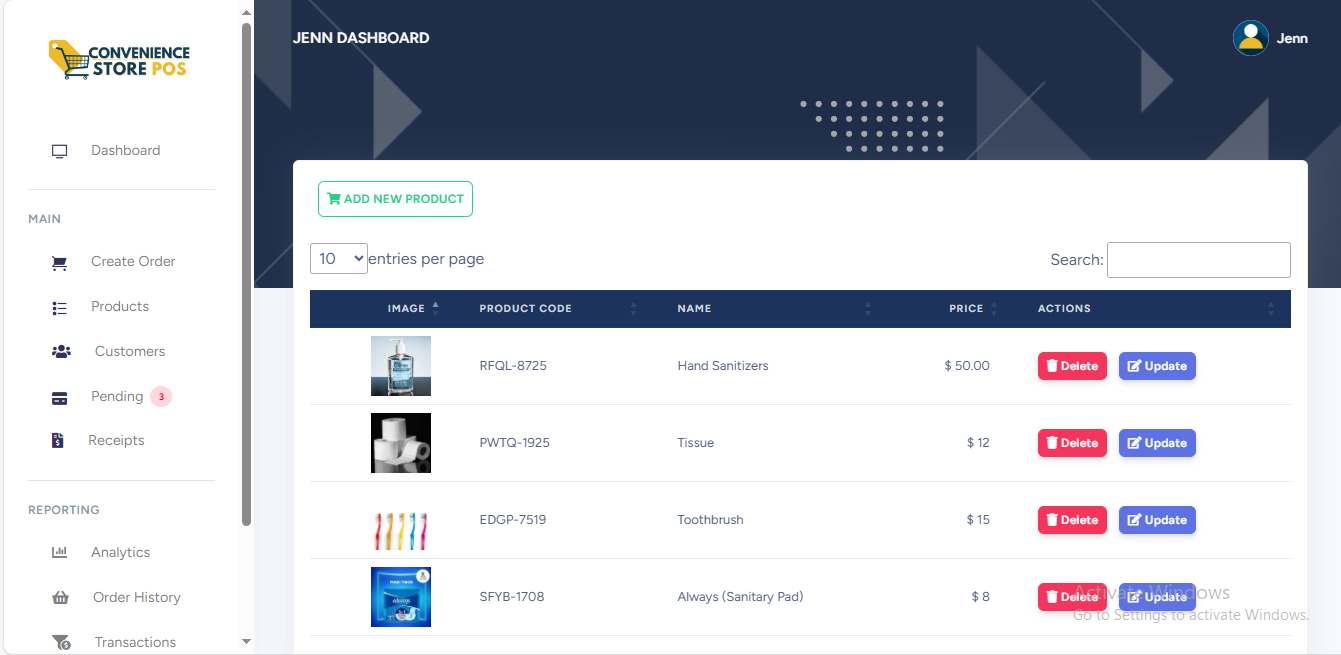 CONVENIENCE
STORE POS
Dashboard
MAIN
Create Order
Products
Customers
Pending 3
Receipts
REPORTING
Analytics
Order History
Transactions
JENN DASHBOARD
Jenn
ADD NEW PRODUCT
10 entries per page
Search:
IMAGE PRODUCT CODE NAME PRICE ACTIONS
RFQL-8725 Hand Sanitizers $ 50.00 Delete Update
PWTQ-1925 Tissue $ 12 Delete Update
EDGP-7519 Toothbrush $ 15 Delete Update
always
SFYB-1708 Always (Sanitary Pad) $ 8 Delete Update
Activate Windows
Go to Settings to activate Windows.